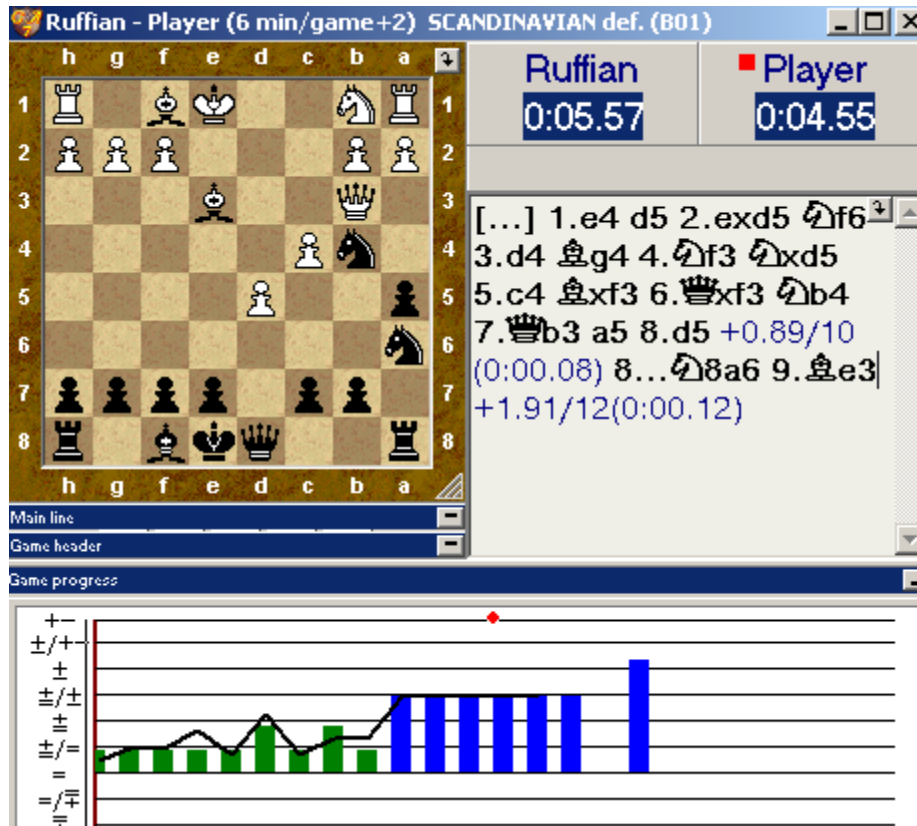 Ruffian - Player (6 min/game+2) SCANDINAVIAN def. (B01)
h g f e d c b a
Ruffian
Player
0:05.57
0:04.55
1 1
2 2
3 3
4 4
5 5
6 6
7 7
8 8
h g f e d c b a
[...] 1.e4 d5 2.exd5 ♘f6
3.d4 ♗g4 4.♘f3 ♘xd5
5.c4 ♗xf3 6.♕xf3 ♘b4
7.♕b3 a5 8.d5 +0.89/10
(0:00.08) 8...♘8a6 9.♗e3
+1.91/12(0:00.12)
Main line
Game header
Game progress
+-
±/+-
±
⩲/±
⩲
⩲/=
=
=/⩱
⩱